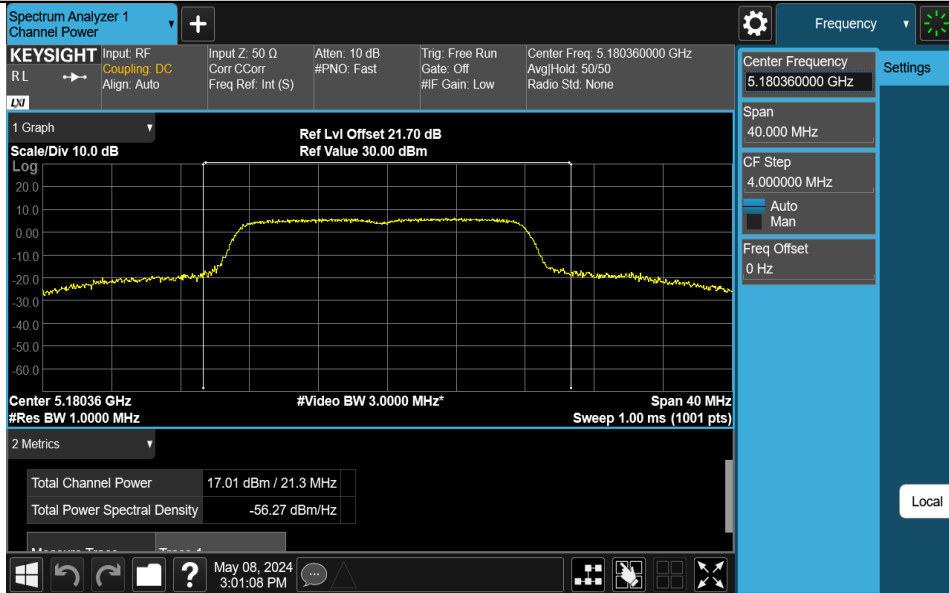 Spectrum Analyzer 1
Channel Power
+
Frequency
KEYSIGHT
RL
LXI
Input: RF
Coupling: DC
Align: Auto
Input Z: 50 Ω
Corr CCorr
Freq Ref: Int (S)
Atten: 10 dB
#PNO: Fast
Trig: Free Run
Gate: Off
#IF Gain: Low
Center Freq: 5.180360000 GHz
Avg|Hold: 50/50
Radio Std: None
Center Frequency
5.180360000 GHz
Settings
Span
40.000 MHz
CF Step
4.000000 MHz
Auto
Man
Freq Offset
0 Hz
Local
1 Graph
Scale/Div 10.0 dB
Ref Lvl Offset 21.70 dB
Ref Value 30.00 dBm
Log
20.0
10.0
0.00
-10.0
-20.0
-30.0
-40.0
-50.0
-60.0
Center 5.18036 GHz
#Video BW 3.0000 MHz*
Span 40 MHz
#Res BW 1.0000 MHz
Sweep 1.00 ms (1001 pts)
2 Metrics
Total Channel Power 17.01 dBm / 21.3 MHz
Total Power Spectral Density -56.27 dBm/Hz
?
May 08, 2024
3:01:08 PM